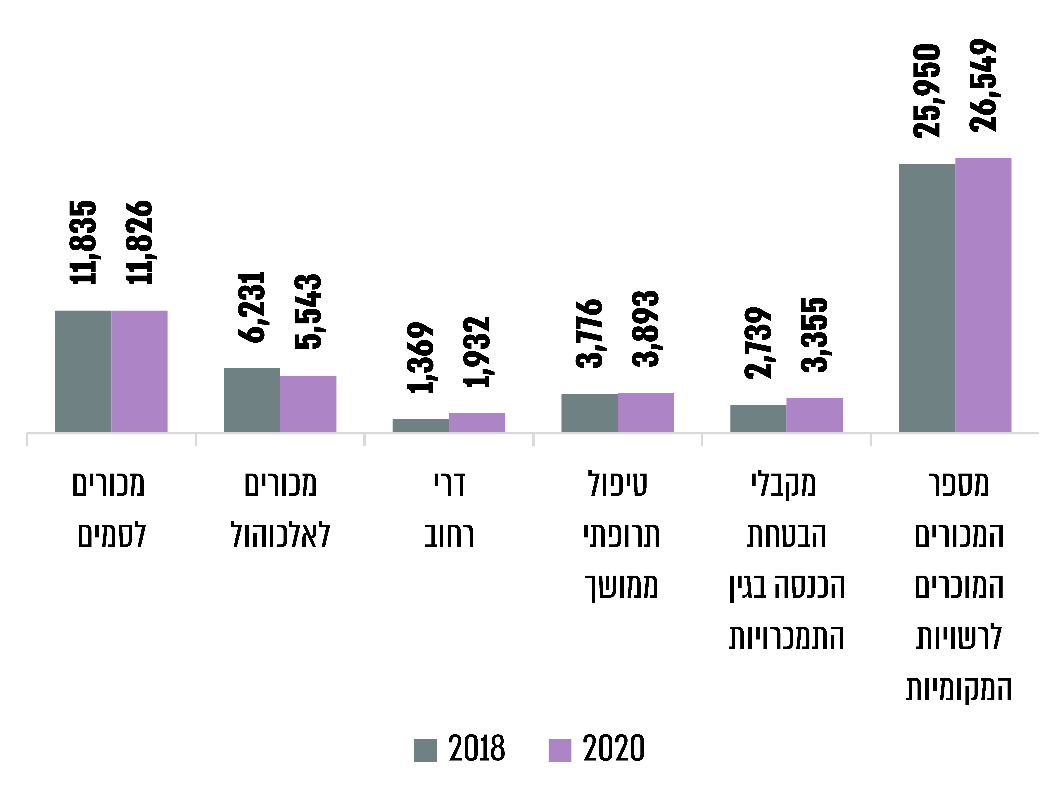 11,835
11,826
6,231
5,543
1,369
1,932
3,776
3,893
2,739
3,355
25,950
26,549
מכורים
לסמים
מכורים
לאלכוהול
דרי
רחוב
טיפול
תרופתי
ממושך
מקבלי
הבטחת
הכנסה בגין
התמכרויות
מספר
המכורים
המוכרים
לרשויות
המקומיות
2018
2020